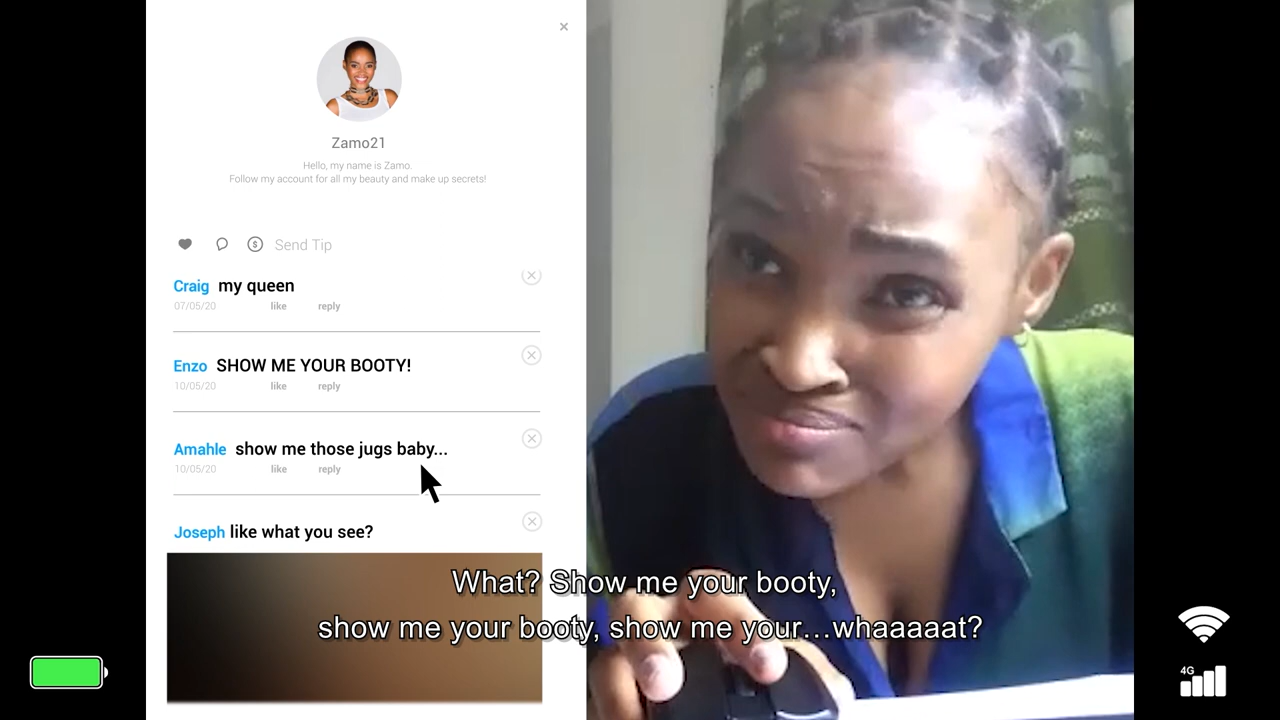 Zamo21
Hello, my name is Zamo.
Follow my account for all my beauty and make up secrets!
Send Tip
Craig my queen
07/05/20 like reply
Enzo SHOW ME YOUR BOOTY!
10/05/20 like reply
Amahle show me those jugs baby...
10/05/20 like reply
Joseph like what you see?
What? Show me your booty,
show me your booty, show me your...whaaaaat?
4G